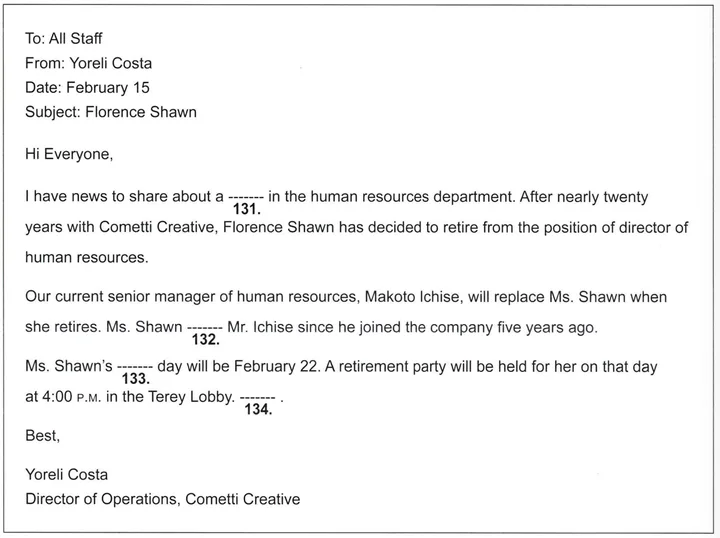 To: All Staff
From: Yoreli Costa
Date: February 15
Subject: Florence Shawn
Hi Everyone,
I have news to share about a ------- in the human resources department. After nearly twenty
131.
years with Cometti Creative, Florence Shawn has decided to retire from the position of director of
human resources.
Our current senior manager of human resources, Makoto Ichise, will replace Ms. Shawn when
she retires. Ms. Shawn ------- Mr. Ichise since he joined the company five years ago.
132.
Ms. Shawn's ------- day will be February 22. A retirement party will be held for her on that day
133.
at 4:00 P.M. in the Terey Lobby. ------- .
134.
Best,
Yoreli Costa
Director of Operations, Cometti Creative